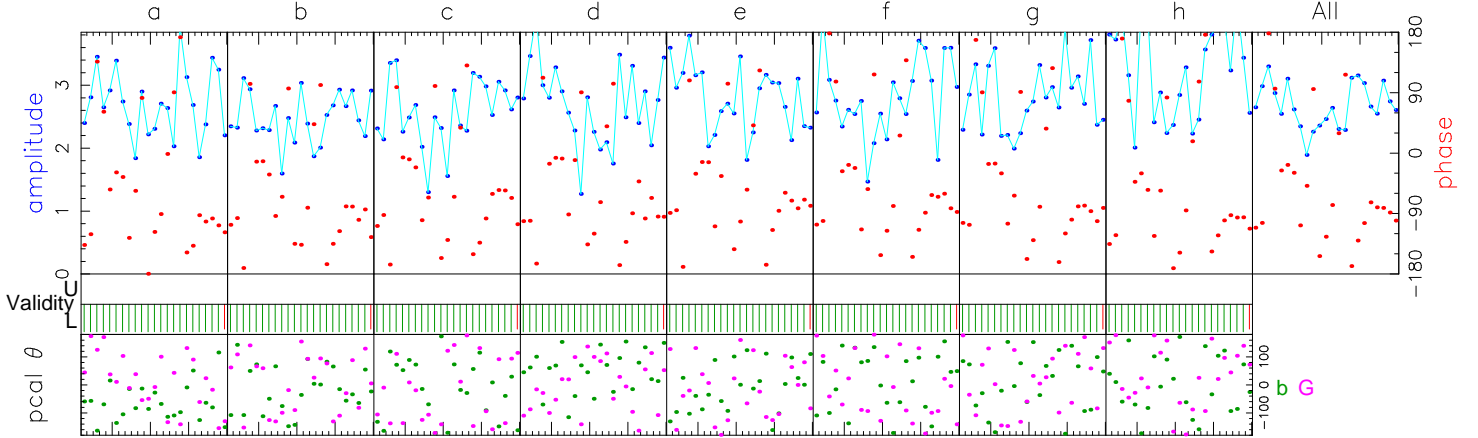 a b c d e f g h All
amplitude
3
2
1
0
180
90
0
-90
-180
phase
Validity
U
L
pcal θ
100
0
-100
b G